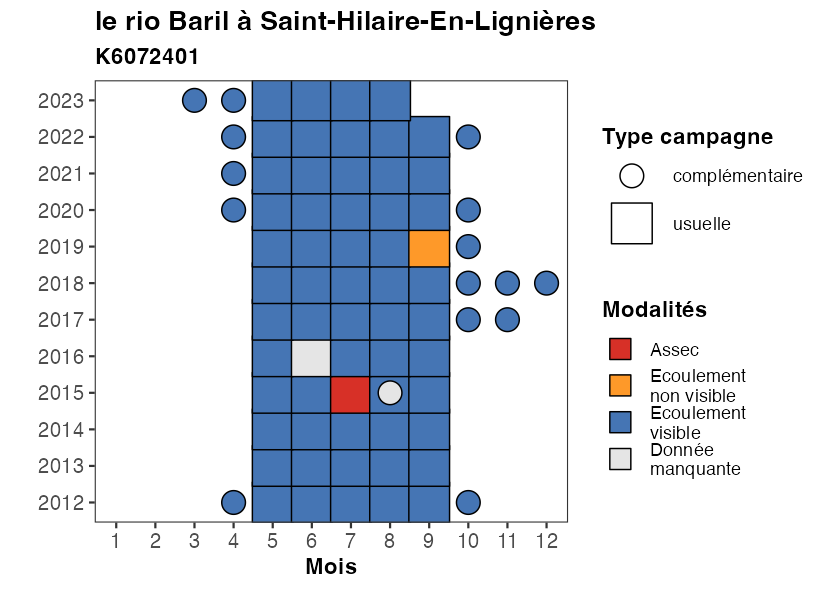 le rio Baril à Saint-Hilaire-En-Lignières
K6072401
2023
2022
2021
2020
2019
2018
2017
2016
2015
2014
2013
2012
1 2 3 4 5 6 7 8 9 10 11 12
Mois
Type campagne
complémentaire
usuelle
Modalités
Assec
Ecoulement
non visible
Ecoulement
visible
Donnée
manquante